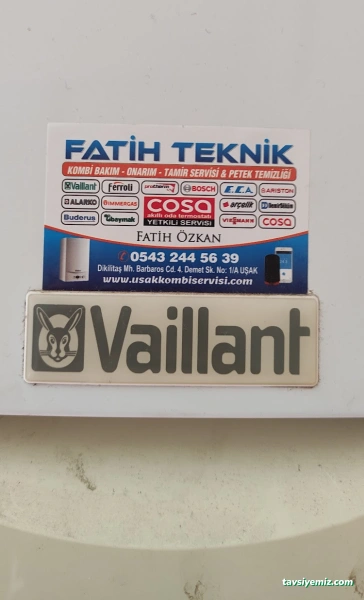 FATİH TEKNİK
KOMBİ BAKIM - ONARIM - TAMİR SERVİSİ & PETEK TEMİZLİĞİ
Vaillant Ferroli protherm BOSCH E.C.A. ARISTON
ALARKO IMMERGAS COSA arçelik DemirDöküm
akıllı oda termostatı
Buderus Baymak YETKİLİ SERVİSİ VIESMANN COSA
FATİH ÖZKAN
0543 244 56 39
Dikilitaş Mh. Barbaros Cd. 4. Demet Sk. No: 1/A UŞAK
www.usakkombiservisi.com
Vaillant
tavsiyemiz.com